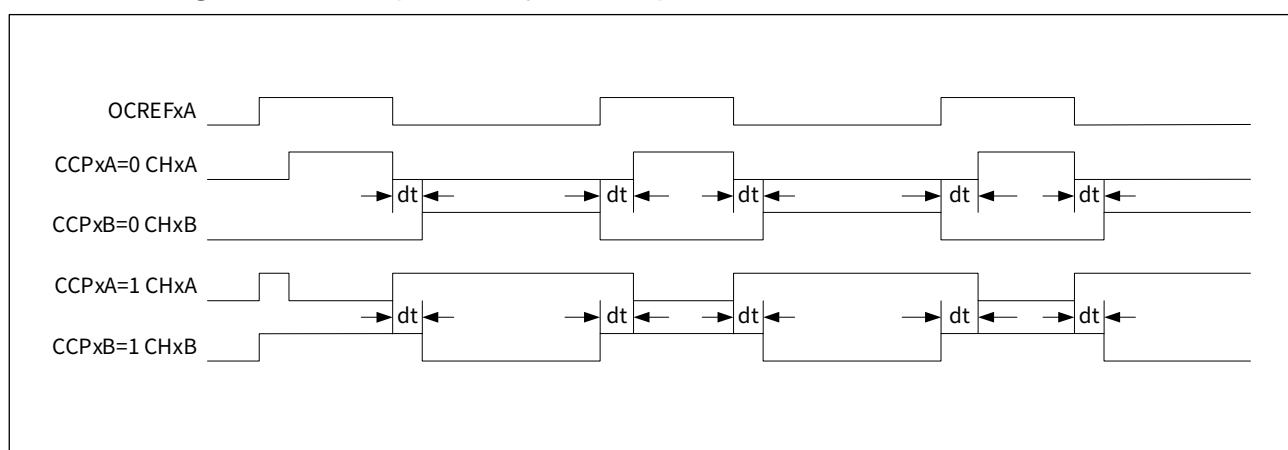 OCREFxA
CCPxA=0 CHxA
dt dt dt dt dt
CCPxB=0 CHxB
CCPxA=1 CHxA
dt dt dt dt dt
CCPxB=1 CHxB